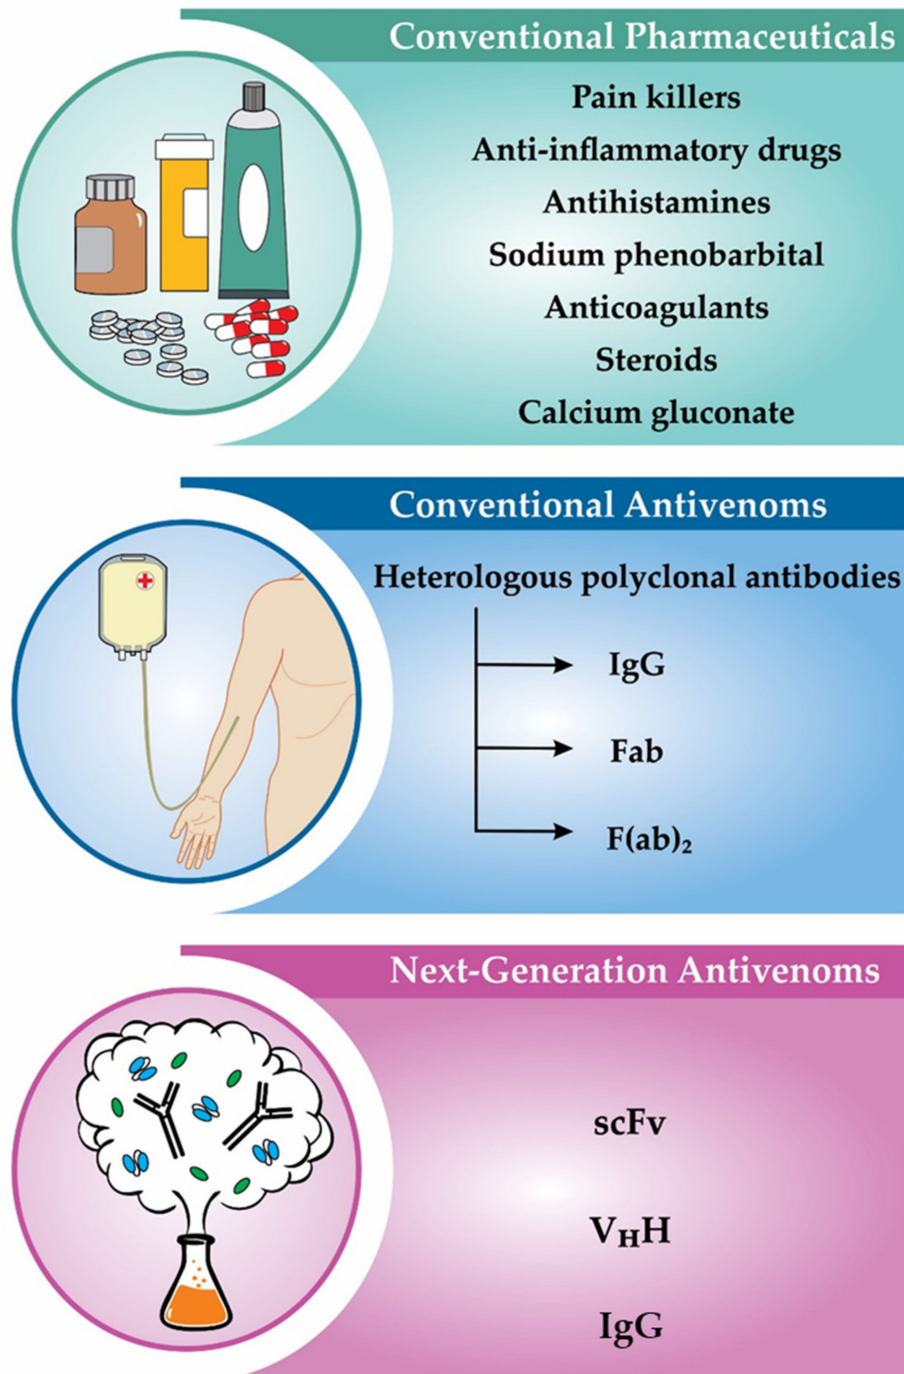 Conventional Pharmaceuticals
Pain killers
Anti-inflammatory drugs
Antihistamines
Sodium phenobarbital
Anticoagulants
Steroids
Calcium gluconate
Conventional Antivenoms
Heterologous polyclonal antibodies
IgG
Fab
F(ab)₂
Next-Generation Antivenoms
scFv
VHH
IgG